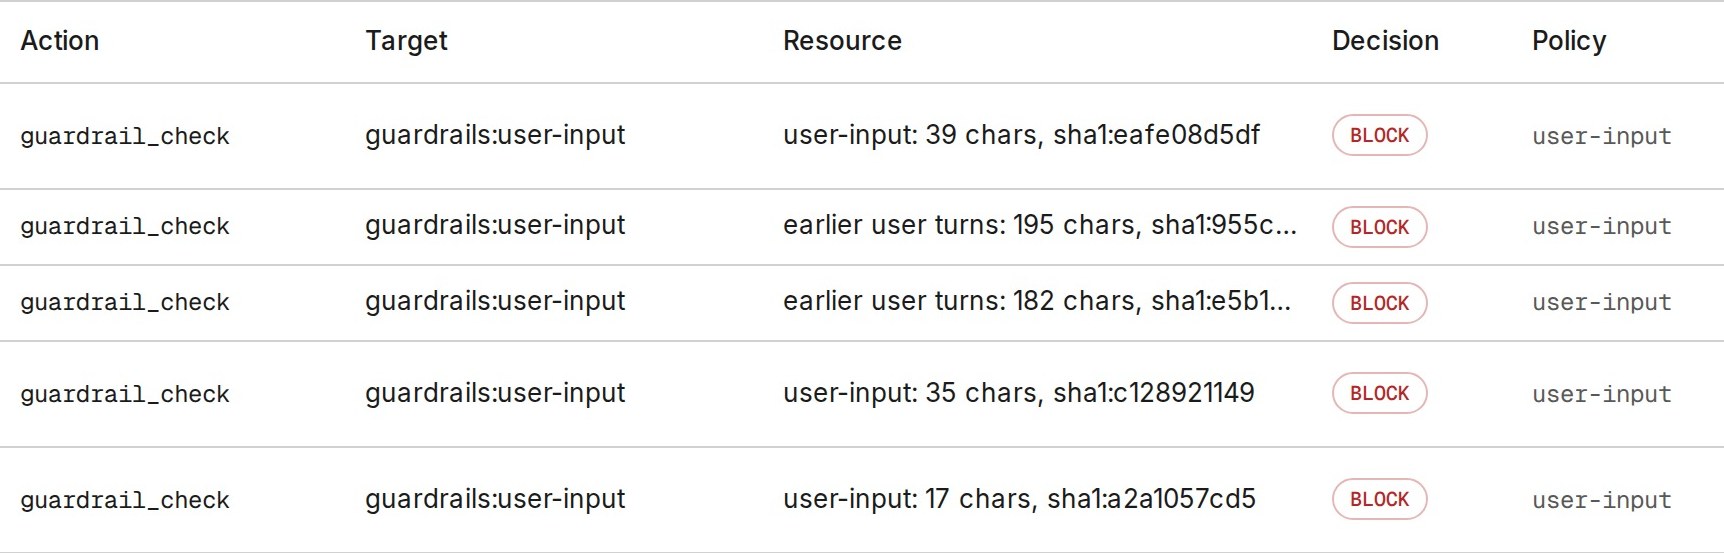 Action Target Resource Decision Policy
guardrail_check guardrails:user-input user-input: 39 chars, sha1:eafe08d5df BLOCK user-input
guardrail_check guardrails:user-input earlier user turns: 195 chars, sha1:955c... BLOCK user-input
guardrail_check guardrails:user-input earlier user turns: 182 chars, sha1:e5b1... BLOCK user-input
guardrail_check guardrails:user-input user-input: 35 chars, sha1:c128921149 BLOCK user-input
guardrail_check guardrails:user-input user-input: 17 chars, sha1:a2a1057cd5 BLOCK user-input